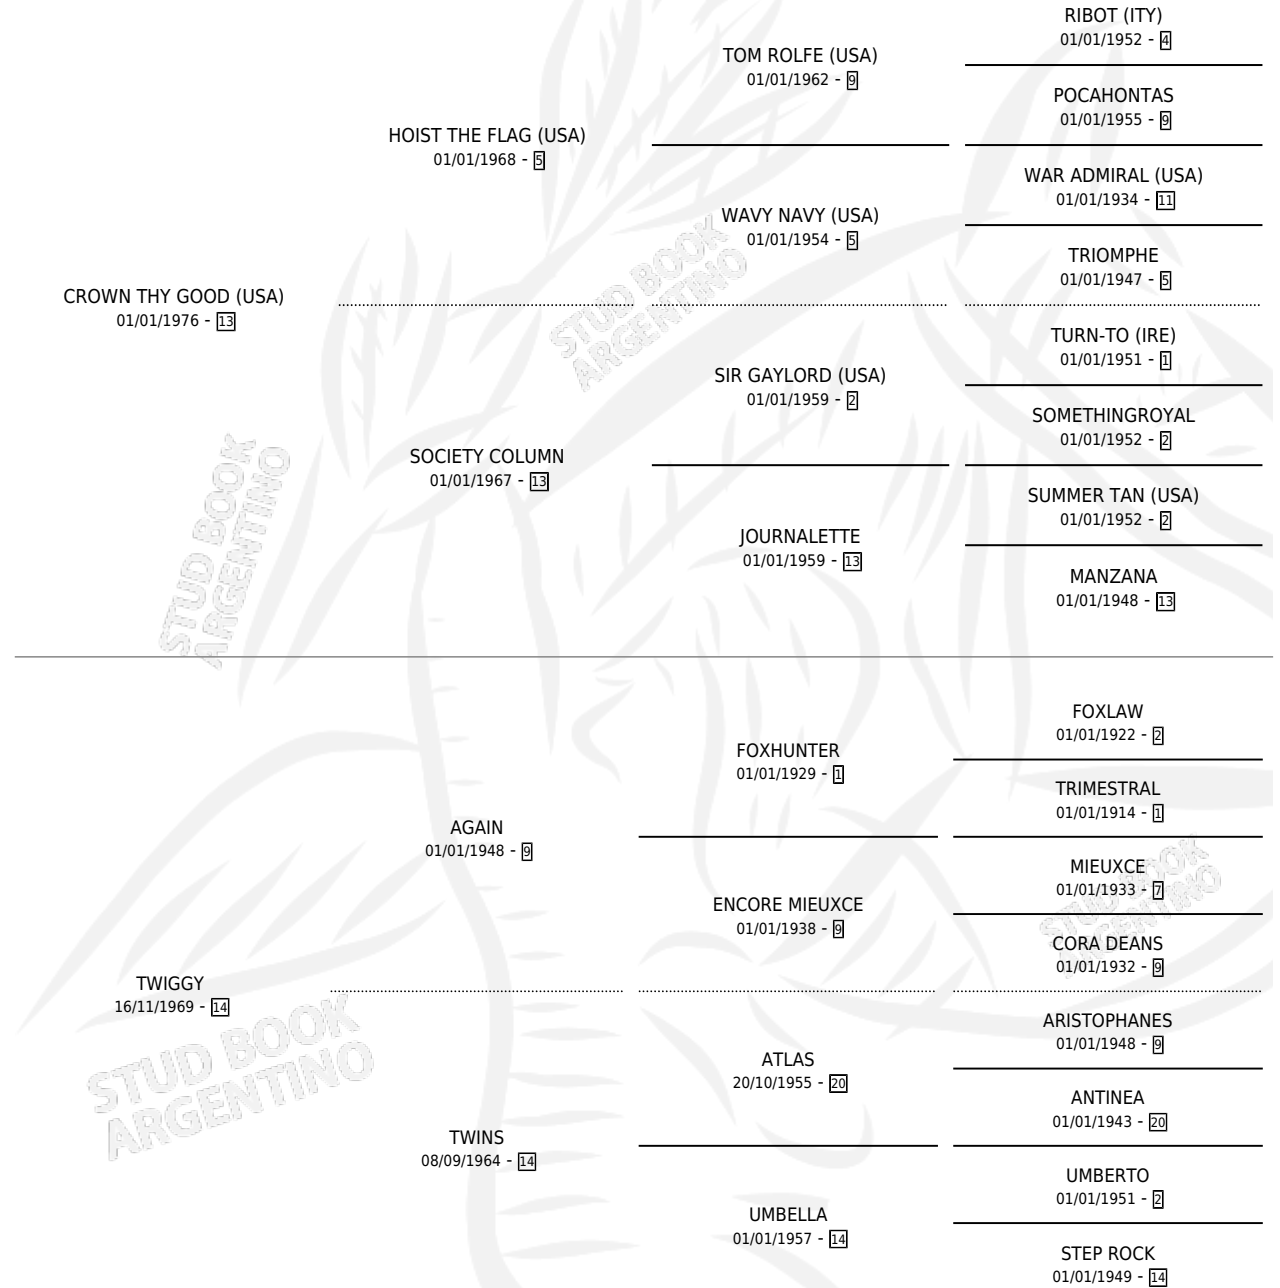 RIBOT (ITY)
01/01/1952 - 4
TOM ROLFE (USA)
01/01/1962 - 9
POCAHONTAS
01/01/1955 - 9
HOIST THE FLAG (USA)
01/01/1968 - 5
WAR ADMIRAL (USA)
01/01/1934 - 11
WAVY NAVY (USA)
01/01/1954 - 5
TRIOMPHE
01/01/1947 - 5
CROWN THY GOOD (USA)
01/01/1976 - 13
TURN-TO (IRE)
01/01/1951 - 1
SIR GAYLORD (USA)
01/01/1959 - 2
SOMETHINGROYAL
01/01/1952 - 2
SOCIETY COLUMN
01/01/1967 - 13
SUMMER TAN (USA)
01/01/1952 - 2
JOURNALETTE
01/01/1959 - 13
MANZANA
01/01/1948 - 13
FOXLAW
01/01/1922 - 2
FOXHUNTER
01/01/1929 - 1
TRIMESTRAL
01/01/1914 - 1
AGAIN
01/01/1948 - 9
MIEUXCE
01/01/1933 - 7
ENCORE MIEUXCE
01/01/1938 - 9
CORA DEANS
01/01/1932 - 9
TWIGGY
16/11/1969 - 14
ARISTOPHANES
01/01/1948 - 9
ATLAS
20/10/1955 - 20
ANTINEA
01/01/1943 - 20
TWINS
08/09/1964 - 14
UMBERTO
01/01/1951 - 2
UMBELLA
01/01/1957 - 14
STEP ROCK
01/01/1949 - 14
STUD BOOK
ARGENTINO
STUD BOOK
ARGENTINO
STUD BOOK
ARGENTINO
STUD BOOK
ARGENTINO